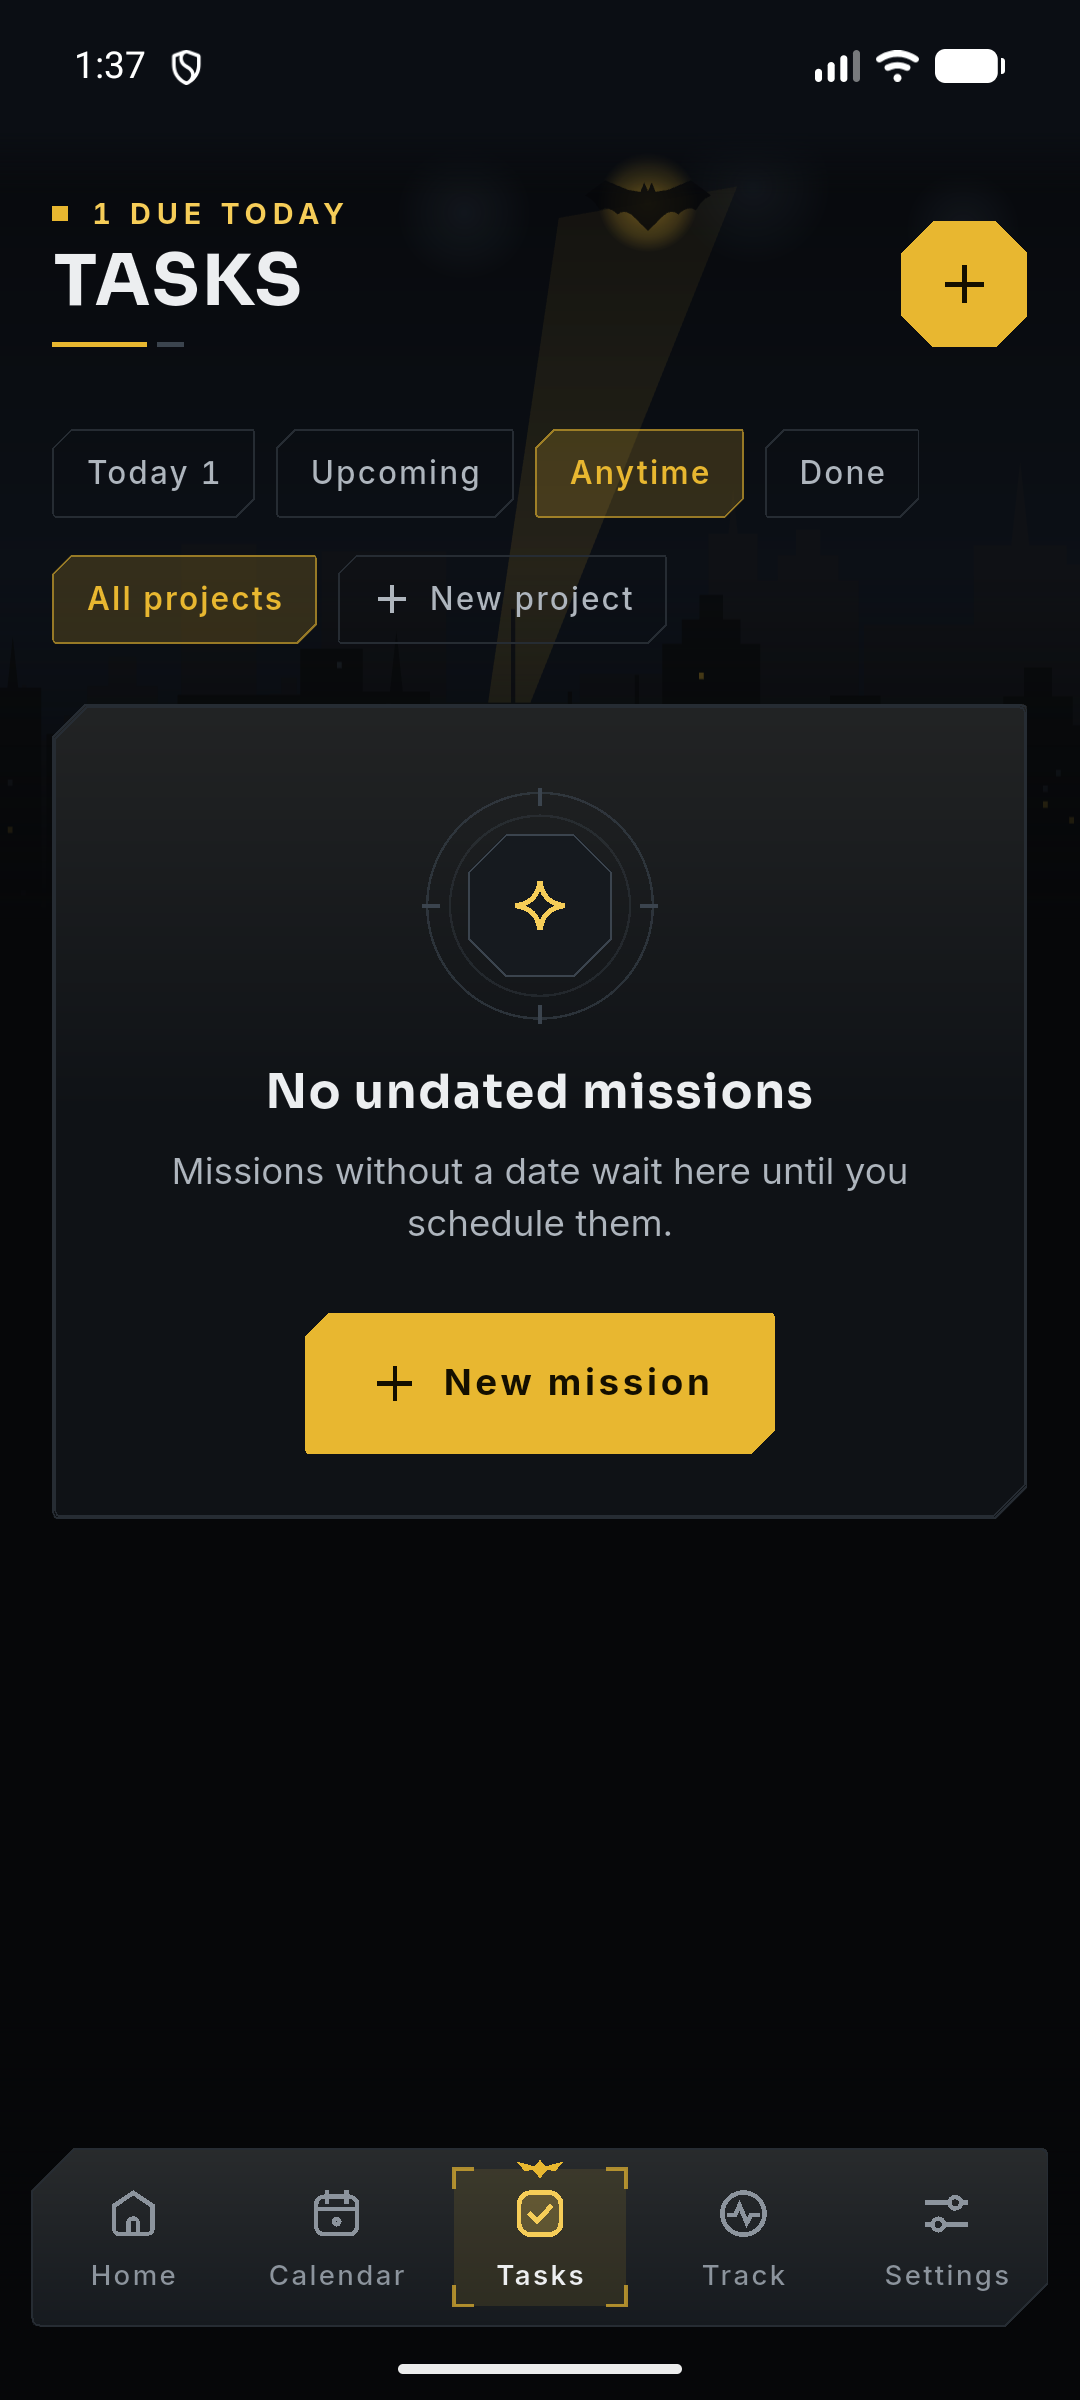 1:37
1 DUE TODAY
TASKS
Today 1
Upcoming
Anytime
Done
All projects
New project
No undated missions
Missions without a date wait here until you
schedule them.
New mission
Home
Calendar
Tasks
Track
Settings